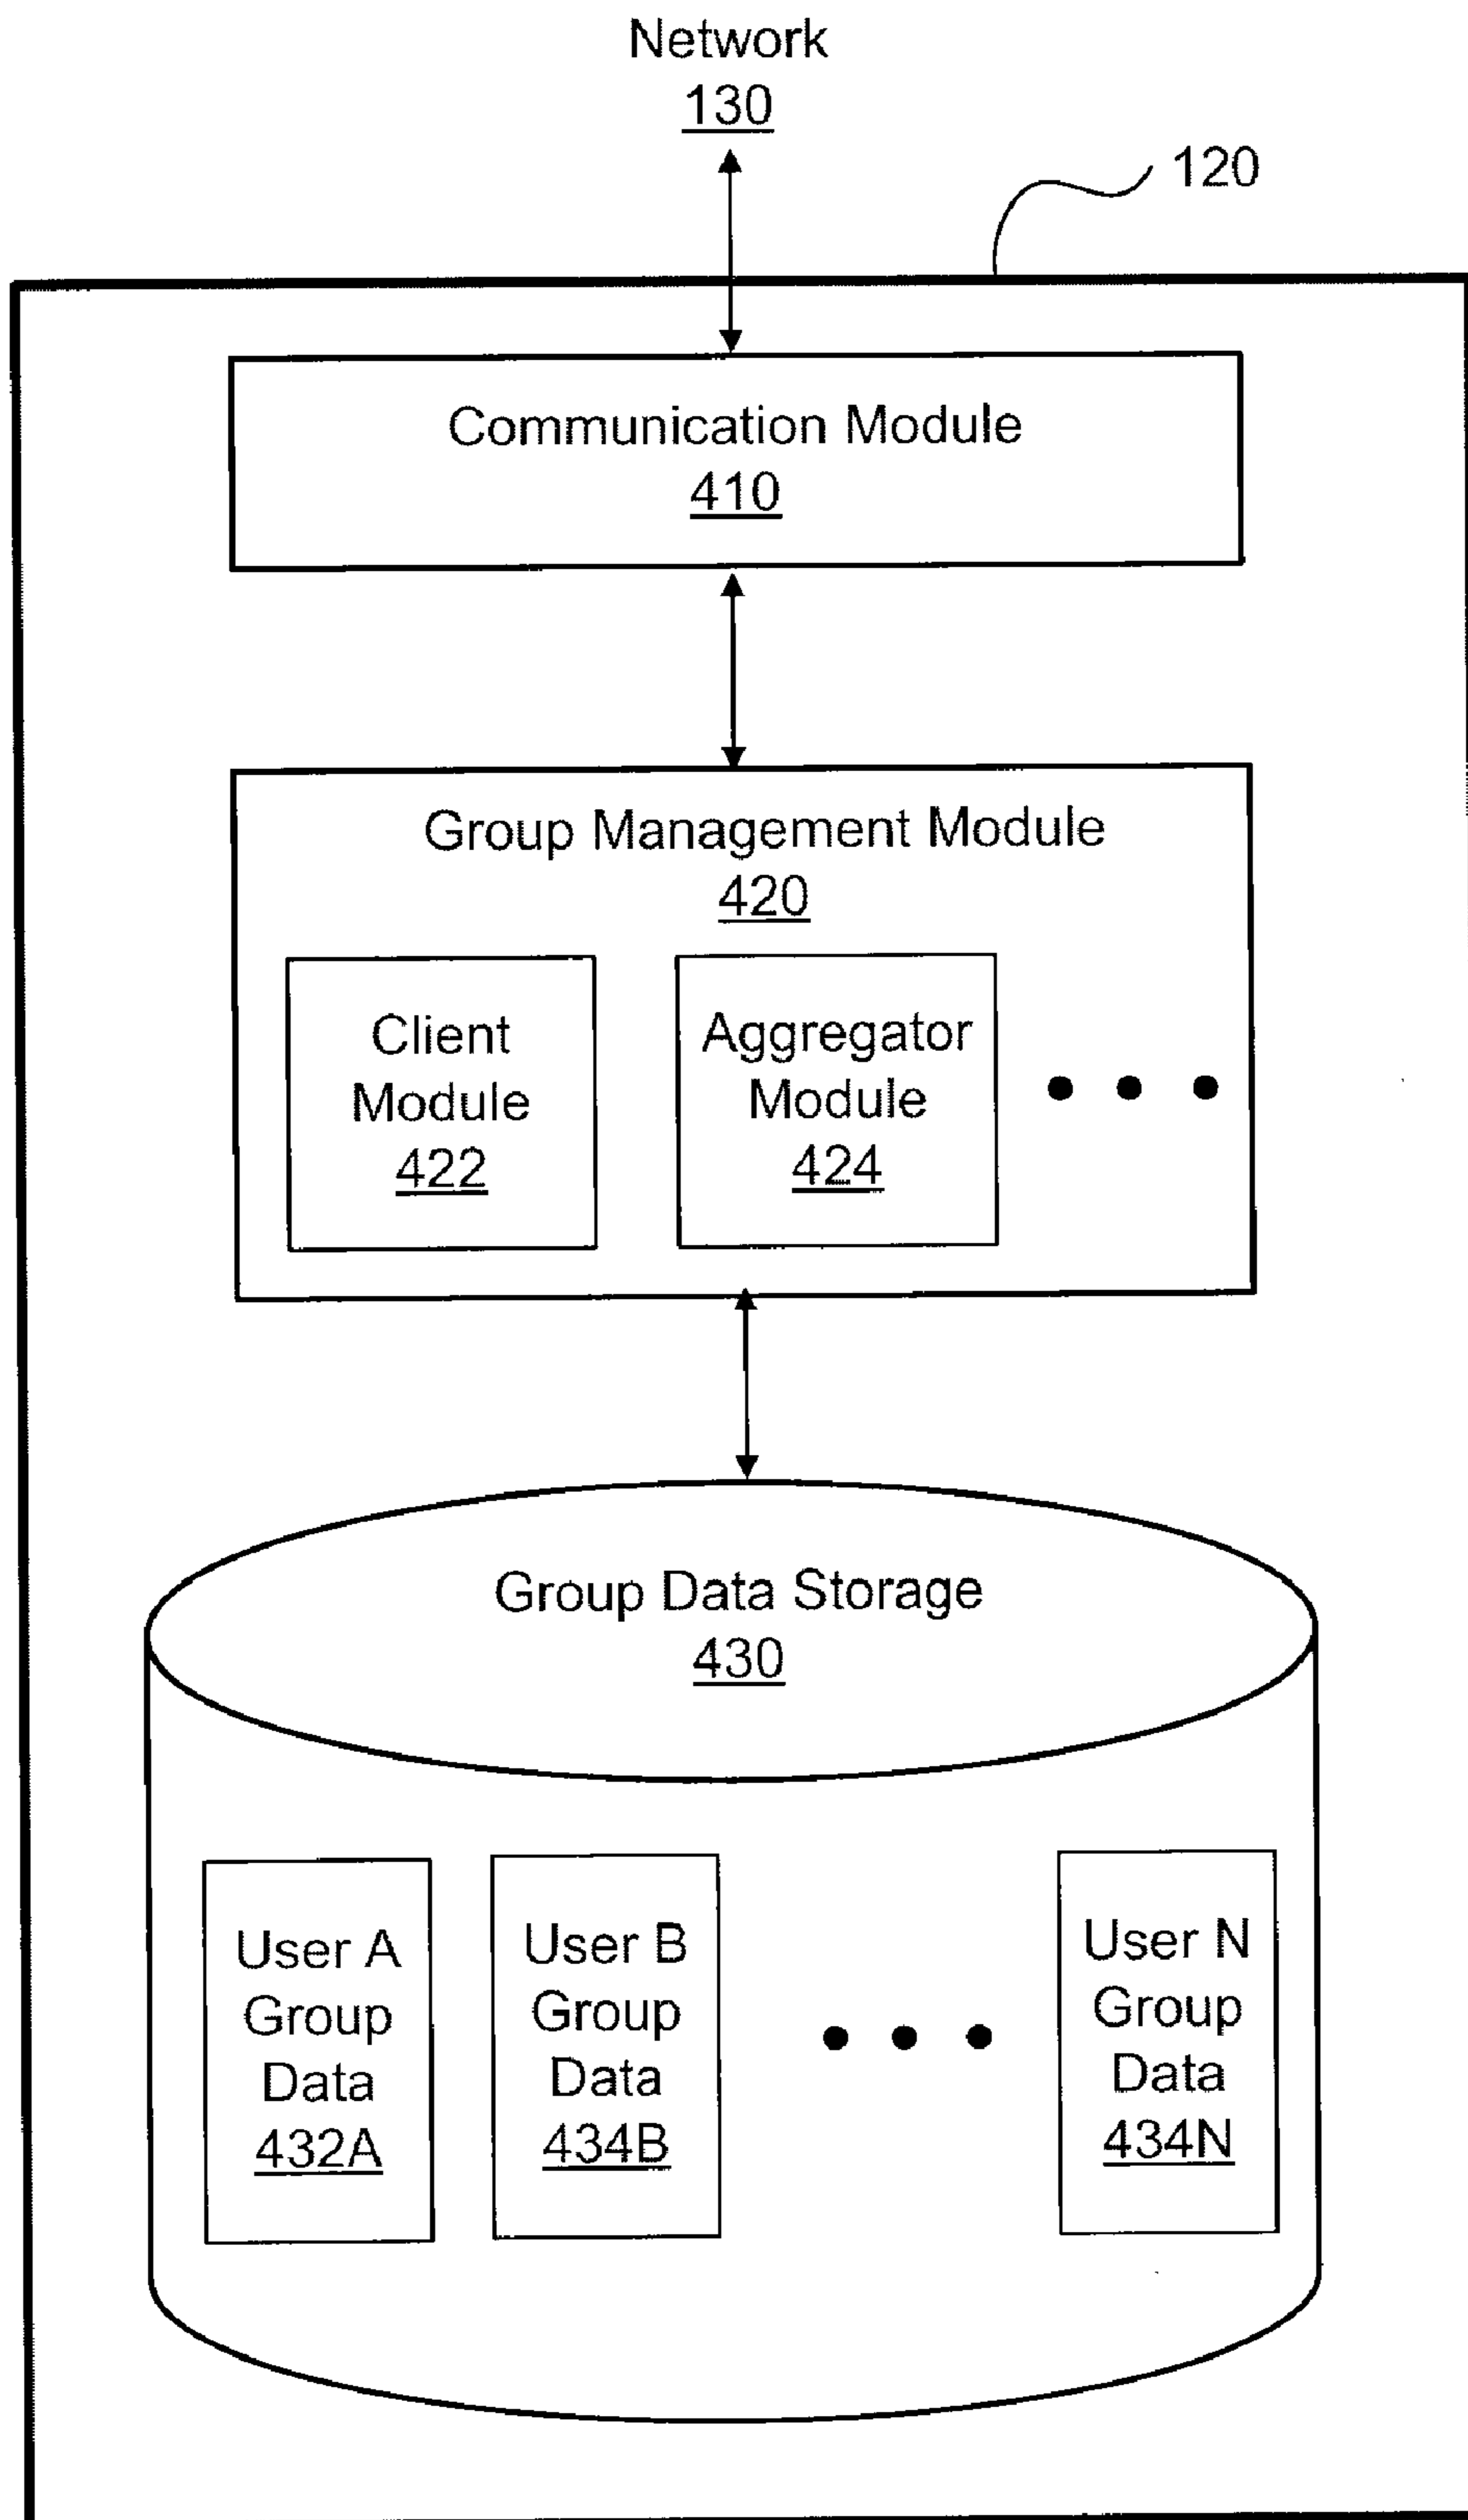 Network
130
120
Communication Module
410
Group Management Module
420
Client
Module
422
Aggregator
Module
424
Group Data Storage
430
User A
Group
Data
432A
User B
Group
Data
434B
User N
Group
Data
434N